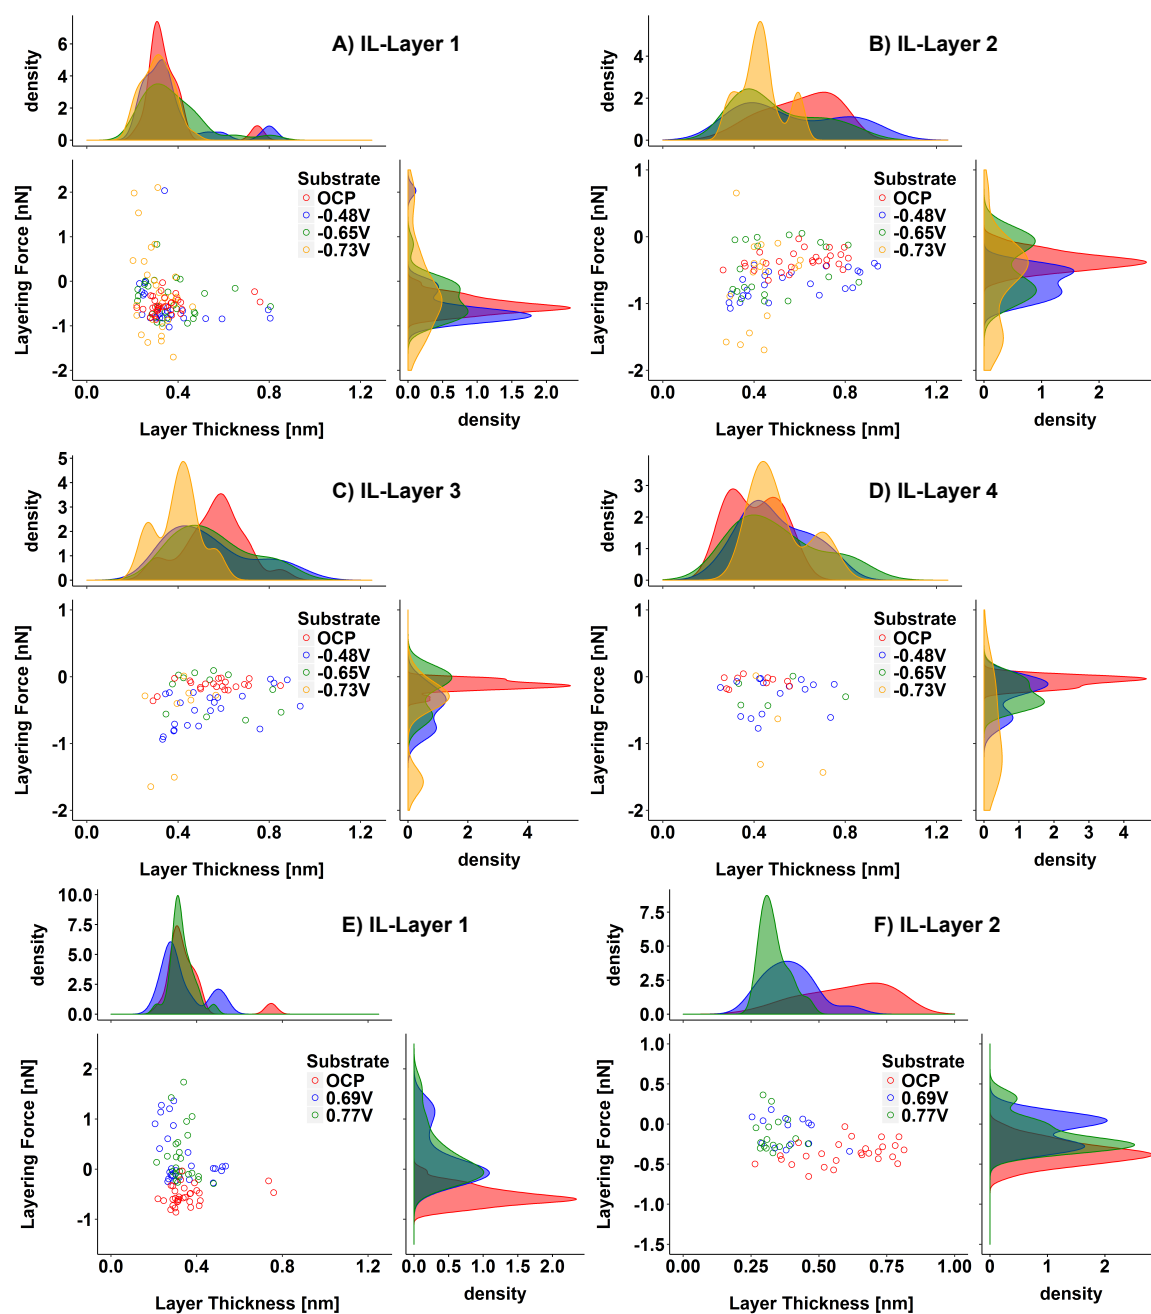 A) IL-Layer 1
density
6
4
2
0
Layering Force [nN]
2
1
0
-1
-2
Substrate
OCP
-0.48V
-0.65V
-0.73V
0.0 0.4 0.8 1.2
Layer Thickness [nm]
0.0 0.5 1.0 1.5 2.0
density
B) IL-Layer 2
density
4
2
0
Layering Force [nN]
1
0
-1
-2
Substrate
OCP
-0.48V
-0.65V
-0.73V
0.0 0.4 0.8 1.2
Layer Thickness [nm]
0 1 2
density
C) IL-Layer 3
density
5
4
3
2
1
0
Layering Force [nN]
1
0
-1
-2
Substrate
OCP
-0.48V
-0.65V
-0.73V
0.0 0.4 0.8 1.2
Layer Thickness [nm]
0 2 4
density
D) IL-Layer 4
density
3
2
1
0
Layering Force [nN]
1
0
-1
-2
Substrate
OCP
-0.48V
-0.65V
-0.73V
0.0 0.4 0.8 1.2
Layer Thickness [nm]
0 1 2 3 4
density
E) IL-Layer 1
density
10.0
7.5
5.0
2.5
0.0
Layering Force [nN]
2
1
0
-1
Substrate
OCP
0.69V
0.77V
0.0 0.4 0.8 1.2
Layer Thickness [nm]
0.0 0.5 1.0 1.5 2.0
density
F) IL-Layer 2
density
7.5
5.0
2.5
0.0
Layering Force [nN]
1.0
0.5
0.0
-0.5
-1.0
-1.5
Substrate
OCP
0.69V
0.77V
0.00 0.25 0.50 0.75 1.00
Layer Thickness [nm]
0 1 2
density